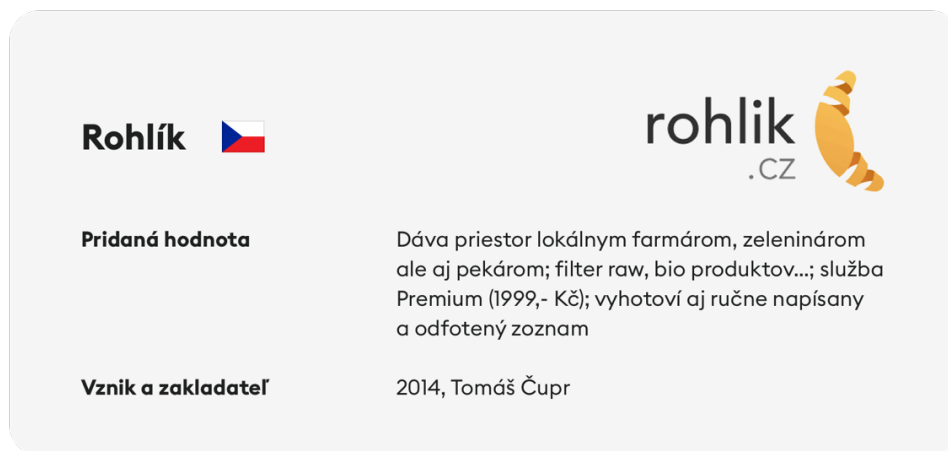 Rohlík
rohlik
.cz
Pridaná hodnota
Dáva priestor lokálnym farmárom, zeleninárom
ale aj pekárom; filter raw, bio produktov...; služba
Premium (1999,- Kč); vyhotoví aj ručne napísany
a odfotený zoznam
Vznik a zakladateľ
2014, Tomáš Čupr